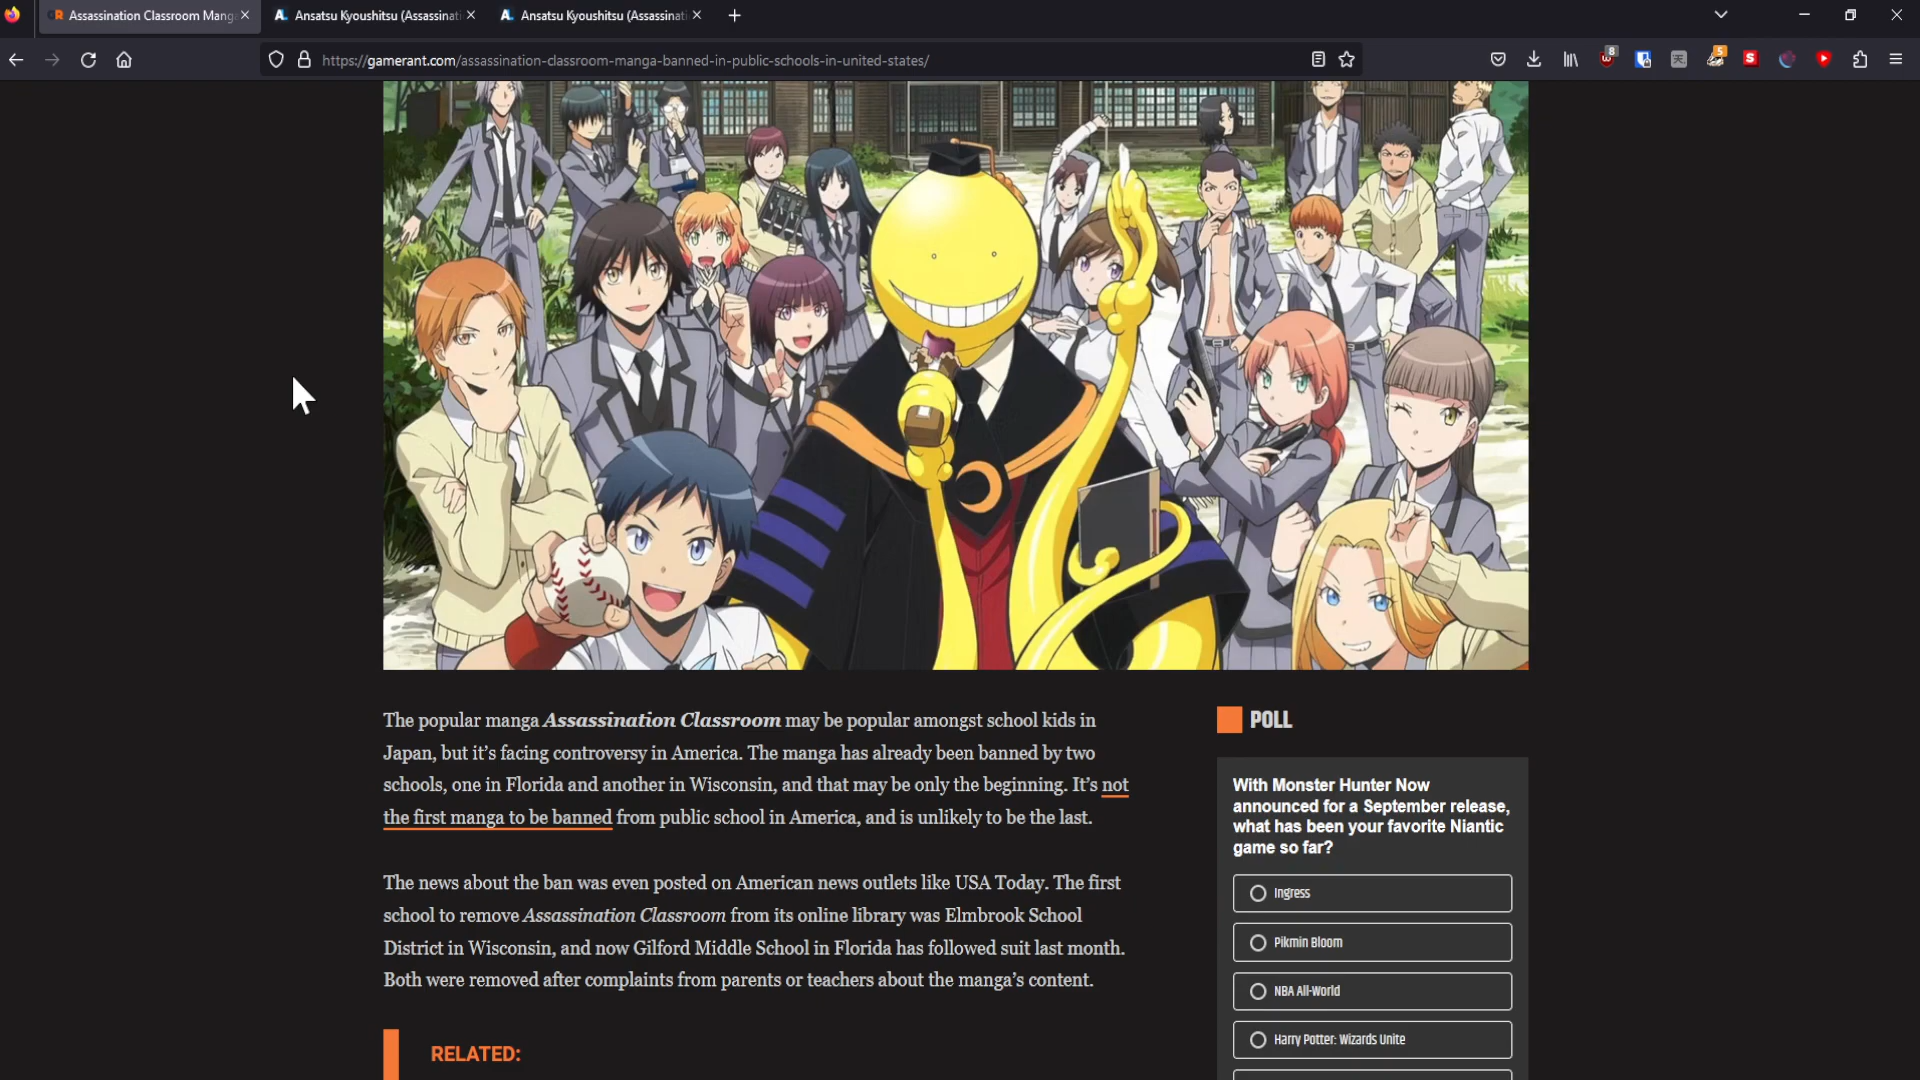 Assassination Classroom Mang
Ansatsu Kyoushitsu (Assassinati
Ansatsu Kyoushitsu (Assassinati
https://gamerant.com/assassination-classroom-manga-banned-in-public-schools-in-united-states/
8
5
S
The popular manga Assassination Classroom may be popular amongst school kids in
Japan, but it’s facing controversy in America. The manga has already been banned by two
schools, one in Florida and another in Wisconsin, and that may be only the beginning. It’s not
the first manga to be banned from public school in America, and is unlikely to be the last.
The news about the ban was even posted on American news outlets like USA Today. The first
school to remove Assassination Classroom from its online library was Elmbrook School
District in Wisconsin, and now Gilford Middle School in Florida has followed suit last month.
Both were removed after complaints from parents or teachers about the manga’s content.
RELATED:
POLL
With Monster Hunter Now
announced for a September release,
what has been your favorite Niantic
game so far?
Ingress
Pikmin Bloom
NBA All-World
Harry Potter: Wizards Unite